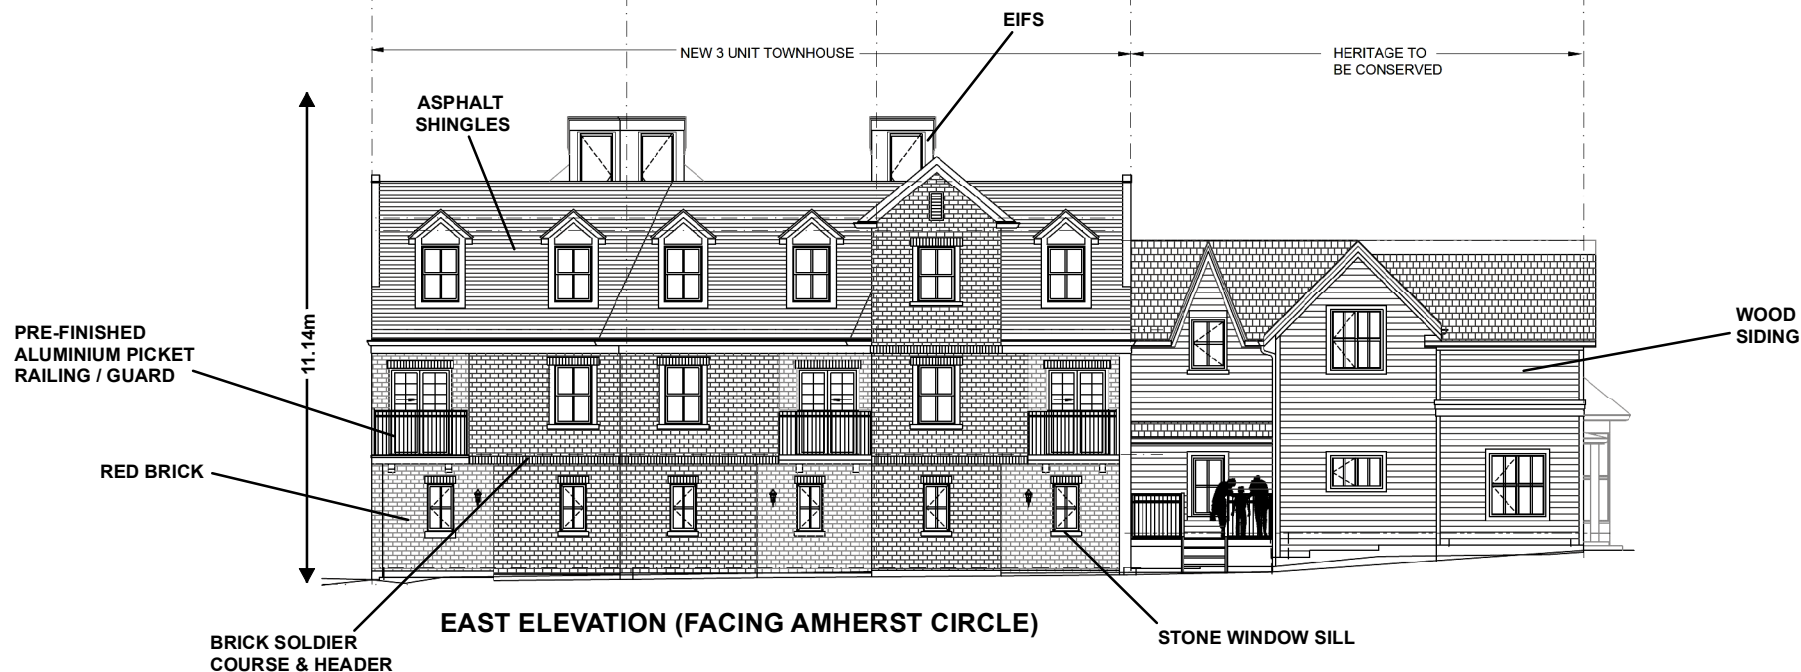 EIFS
NEW 3 UNIT TOWNHOUSE
HERITAGE TO
BE CONSERVED
ASPHALT
SHINGLES
11.14m
PRE-FINISHED
ALUMINIUM PICKET
RAILING / GUARD
WOOD
SIDING
RED BRICK
EAST ELEVATION (FACING AMHERST CIRCLE)
STONE WINDOW SILL
BRICK SOLDIER
COURSE & HEADER